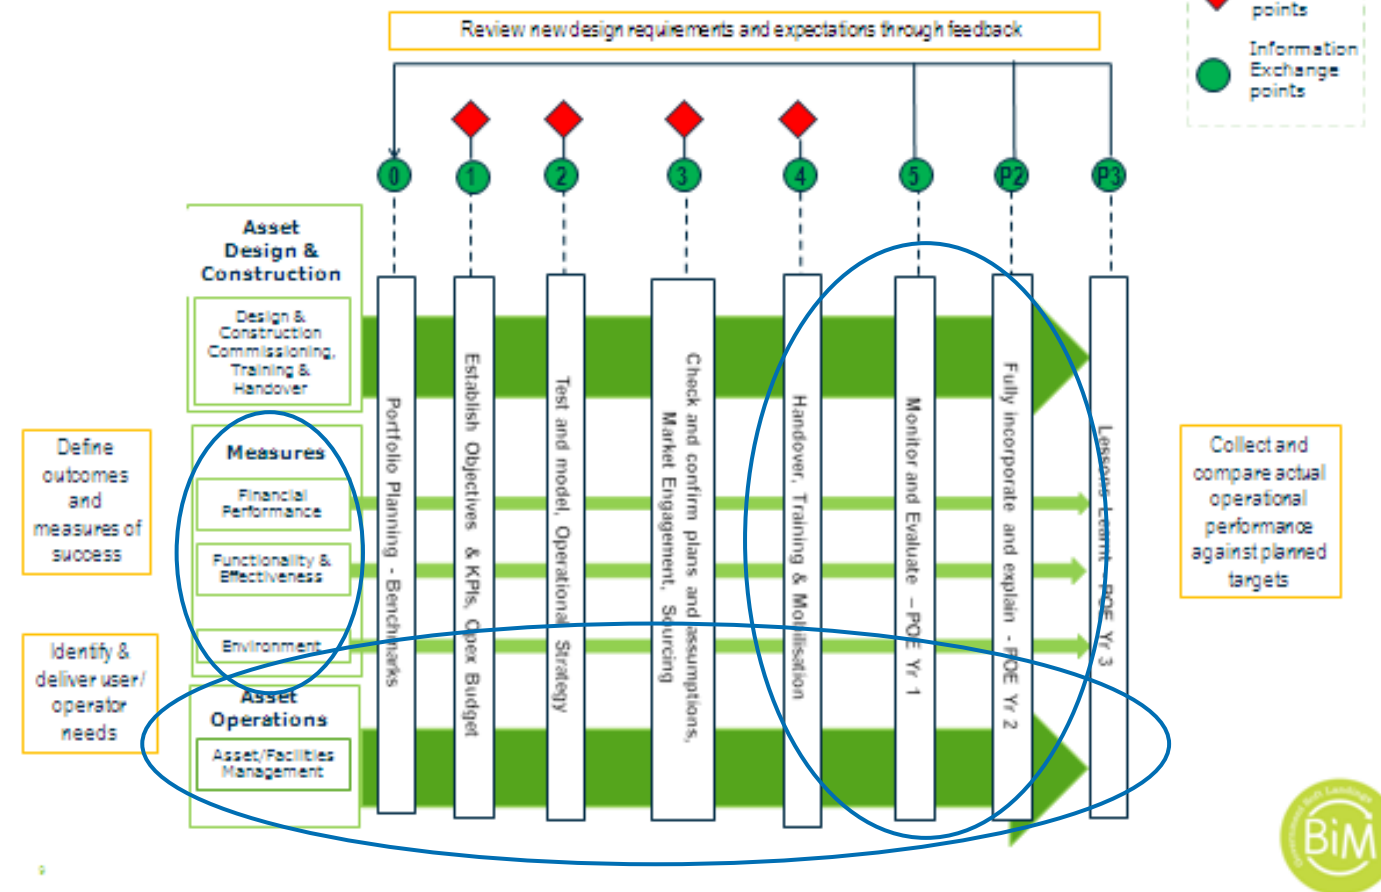 Review new design requirements and expectations through feedback
points
Information
Exchange
points
0
1
2
3
4
5
P2
P3
Asset
Design &
Construction
Design &
Construction
Commissioning,
Training &
Handover
Measures
Financial
Performance
Functionality &
Effectiveness
Environment
Asset
Operations
Asset/Facilities
Management
Define
outcomes
and
measures of
success
Identify &
deliver user/
operator
needs
Portfolio Planning - Benchmarks
Establish Objectives & KPIs, Opex Budget
Test and model, Operational Strategy
Check and confirm plans and assumptions,
Market Engagement, Sourcing
Handover, Training & Mobilisation
Monitor and Evaluate – POE Yr 1
Fully incorporate and explain - POE Yr 2
Lessons Learnt - POE Yr 3
Collect and
compare actual
operational
performance
against planned
targets
Government Soft Landings
BiM
9